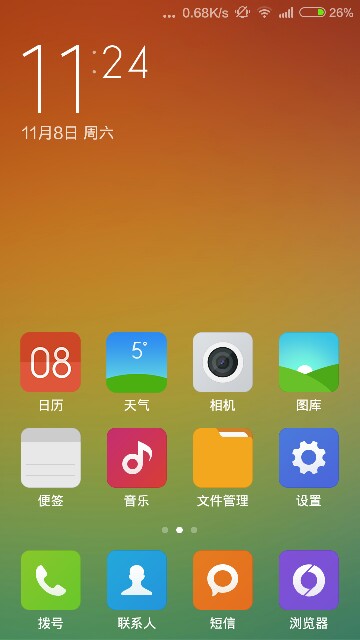 0.68K/s
26%
11:24
11月8日 周六
08
5°
日历
天气
相机
图库
便签
音乐
文件管理
设置
拨号
联系人
短信
浏览器